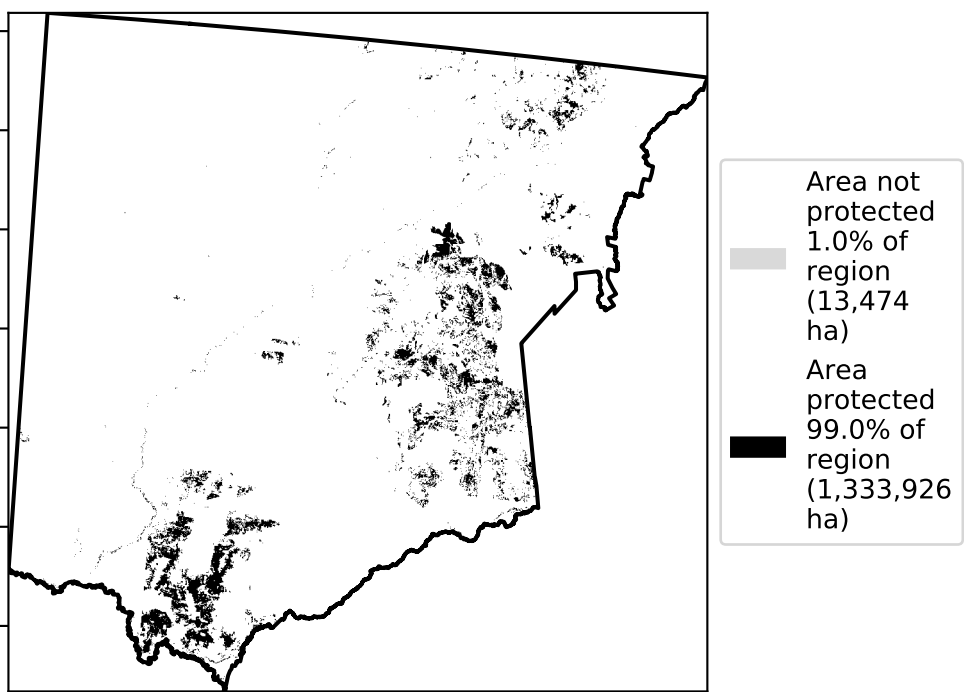 Area not
protected
1.0% of
region
(13,474
ha)
Area
protected
99.0% of
region
(1,333,926
ha)